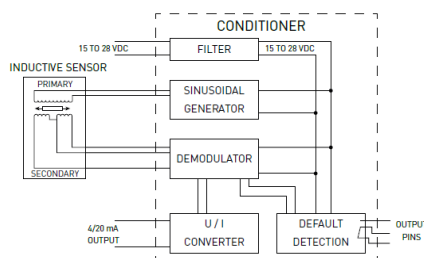 CONDITIONER
15 TO 28 VDC
FILTER
15 TO 28 VDC
INDUCTIVE SENSOR
PRIMARY
SINUSOIDAL
GENERATOR
DEMODULATOR
SECONDARY
4/20 mA
OUTPUT
U / I
CONVERTER
DEFAULT
DETECTION
OUTPUT
PINS